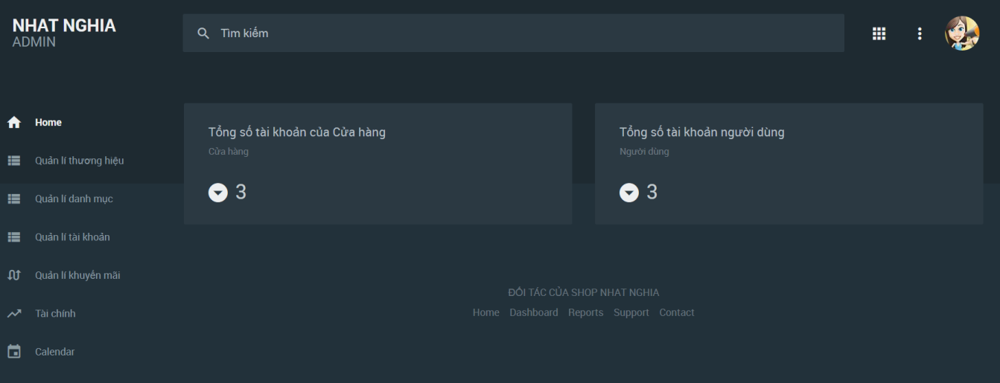 NHAT NGHIA
ADMIN
Tìm kiếm
Home
Quản lí thương hiệu
Quản lí danh mục
Quản lí tài khoản
Quản lí khuyến mãi
Tài chính
Calendar
Tổng số tài khoản của Cửa hàng
Cửa hàng
3
Tổng số tài khoản người dùng
Người dùng
3
ĐỐI TÁC CỦA SHOP NHAT NGHIA
Home Dashboard Reports Support Contact